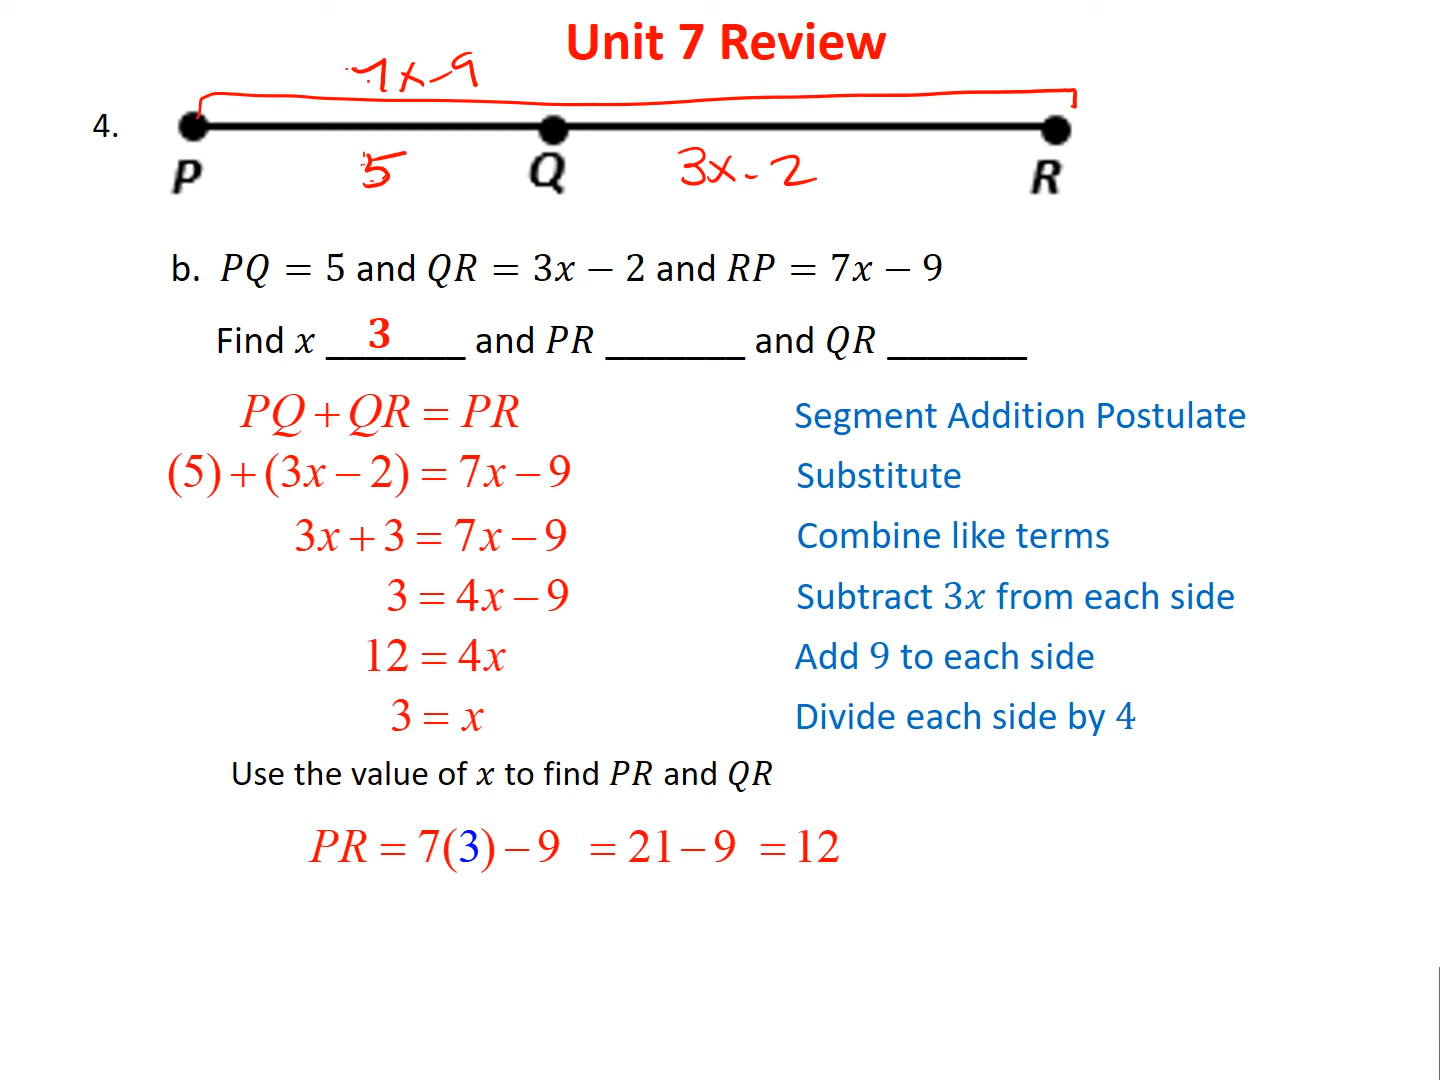 Unit 7 Review
7x-9
4.
P 5 Q 3x-2 R
b. PQ = 5 and QR = 3x − 2 and RP = 7x − 9
Find x ___3___ and PR _______ and QR _______
PQ + QR = PR Segment Addition Postulate
(5) + (3x − 2) = 7x − 9 Substitute
3x + 3 = 7x − 9 Combine like terms
3 = 4x − 9 Subtract 3x from each side
12 = 4x Add 9 to each side
3 = x Divide each side by 4
Use the value of x to find PR and QR
PR = 7(3) − 9 = 21 − 9 = 12